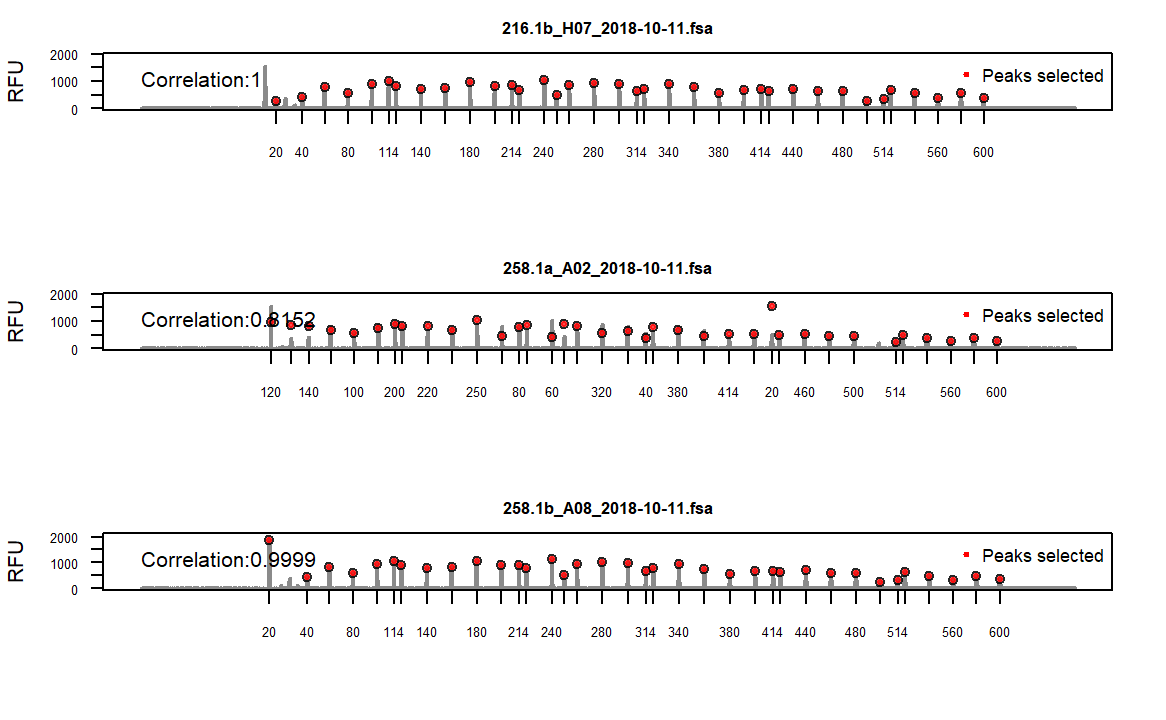 216.1b_H07_2018-10-11.fsa
RFU
2000
1000
0
Correlation:1
Peaks selected
20 40 80 114 140 180 214 240 280 314 340 380 414 440 480 514 560 600
258.1a_A02_2018-10-11.fsa
RFU
2000
1000
0
Correlation:0.8152
Peaks selected
120 140 100 200 220 250 80 60 320 40 380 414 20 460 500 514 560 600
258.1b_A08_2018-10-11.fsa
RFU
2000
1000
0
Correlation:0.9999
Peaks selected
20 40 80 114 140 180 214 240 280 314 340 380 414 440 480 514 560 600